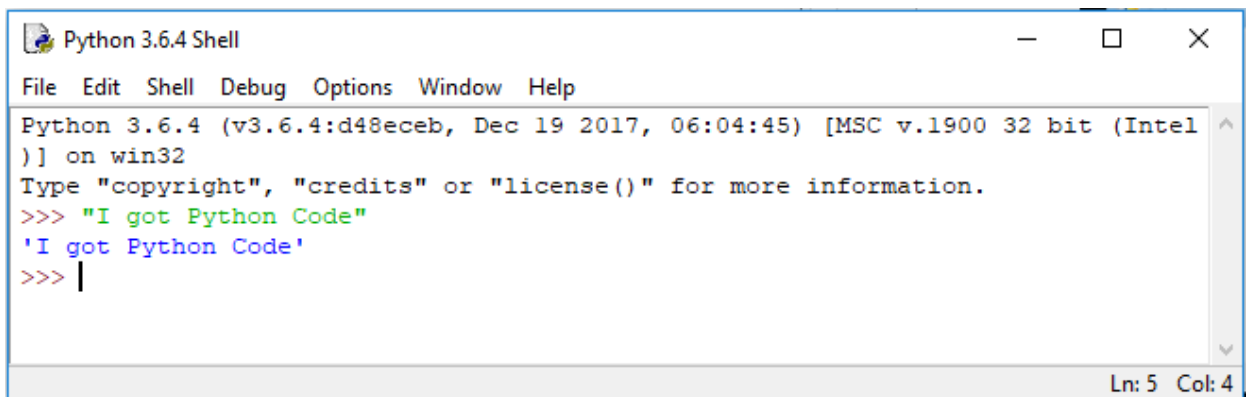 Python 3.6.4 Shell
File Edit Shell Debug Options Window Help
Python 3.6.4 (v3.6.4:d48eceb, Dec 19 2017, 06:04:45) [MSC v.1900 32 bit (Intel
)] on win32
Type "copyright", "credits" or "license()" for more information.
>>> "I got Python Code"
'I got Python Code'
>>>
Ln: 5 Col: 4